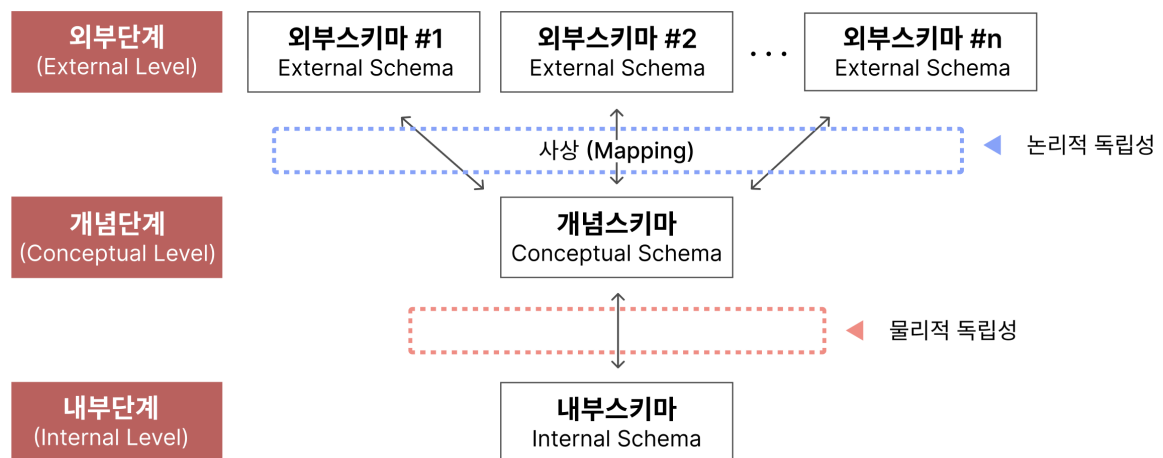 외부단계
(External Level)
외부스키마 #1
External Schema
외부스키마 #2
External Schema
...
외부스키마 #n
External Schema
사상 (Mapping)
논리적 독립성
개념단계
(Conceptual Level)
개념스키마
Conceptual Schema
물리적 독립성
내부단계
(Internal Level)
내부스키마
Internal Schema